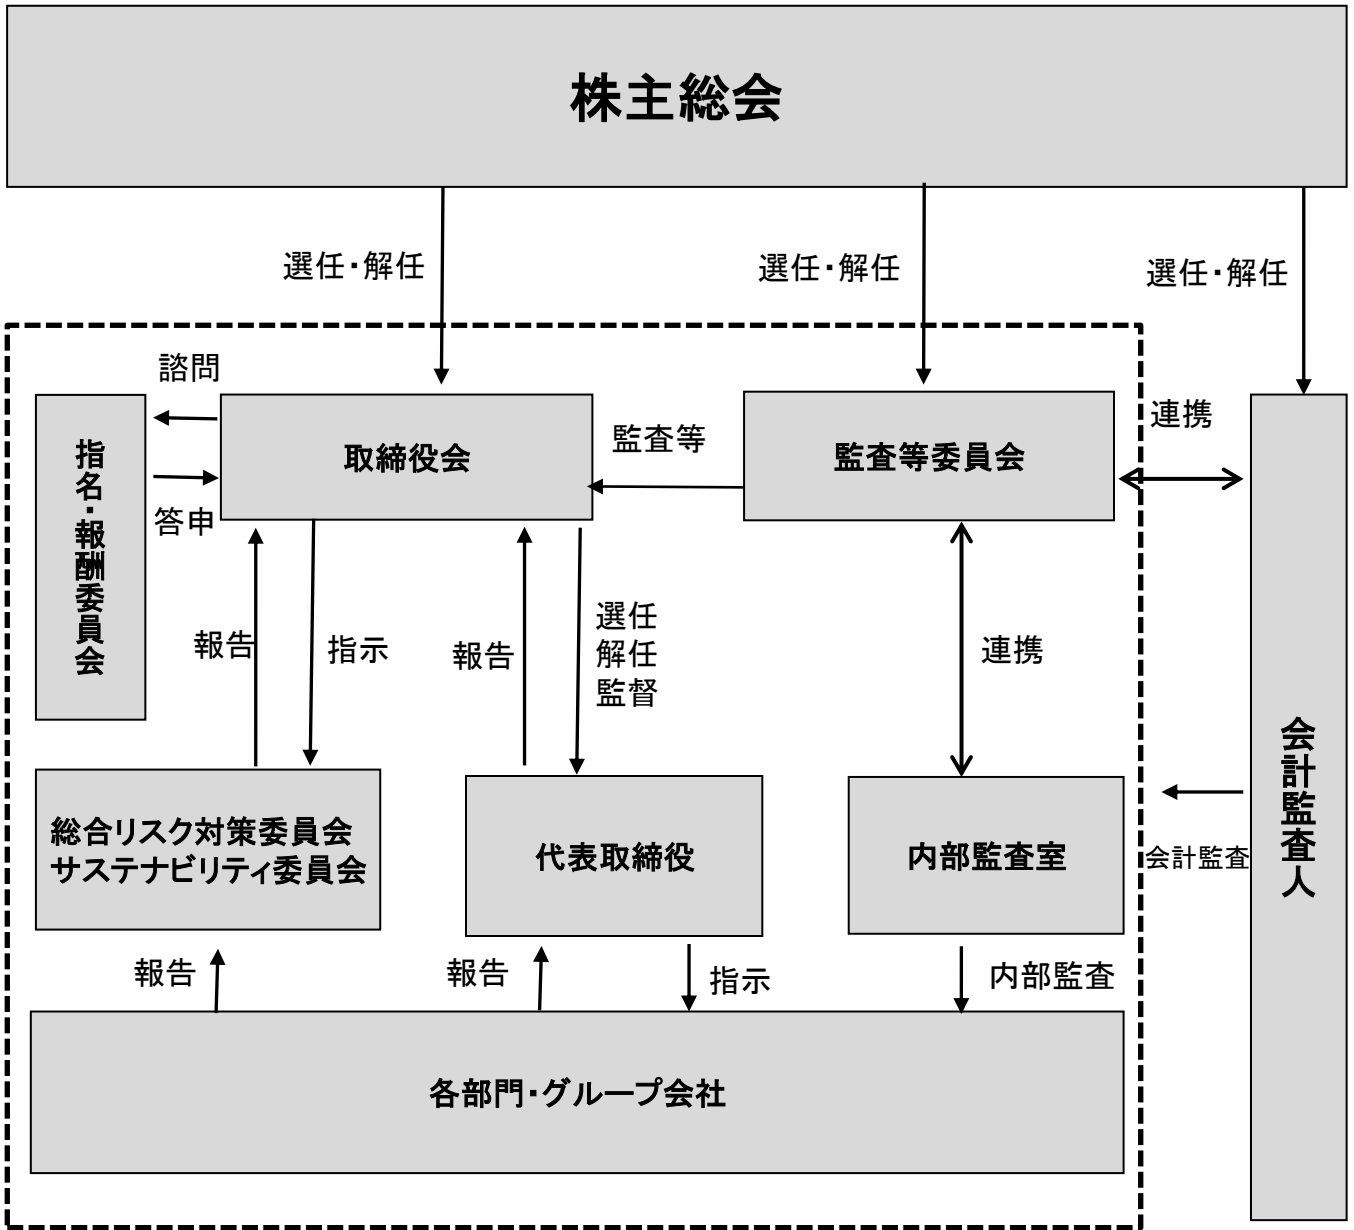 株主総会
選任・解任
選任・解任
選任・解任
諮問
指名・報酬委員会
取締役会
監査等
監査等委員会
連携
答申
報告
指示
報告
選任
解任
監督
連携
会計監査人
総合リスク対策委員会
サステナビリティ委員会
代表取締役
内部監査室
会計監査
報告
報告
指示
内部監査
各部門・グループ会社